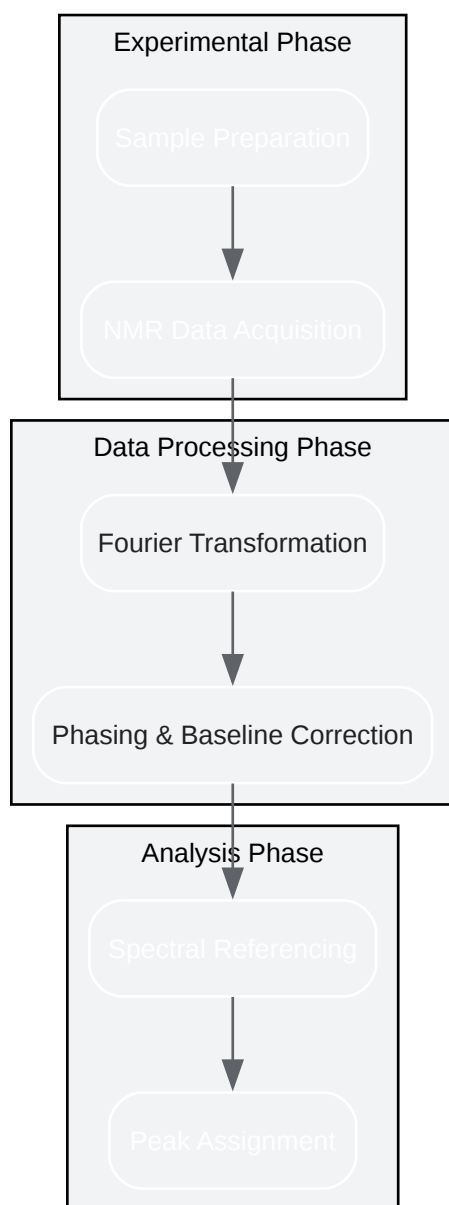 Experimental Phase
Sample Preparation
NMR Data Acquisition
Data Processing Phase
Fourier Transformation
Phasing & Baseline Correction
Analysis Phase
Spectral Referencing
Peak Assignment